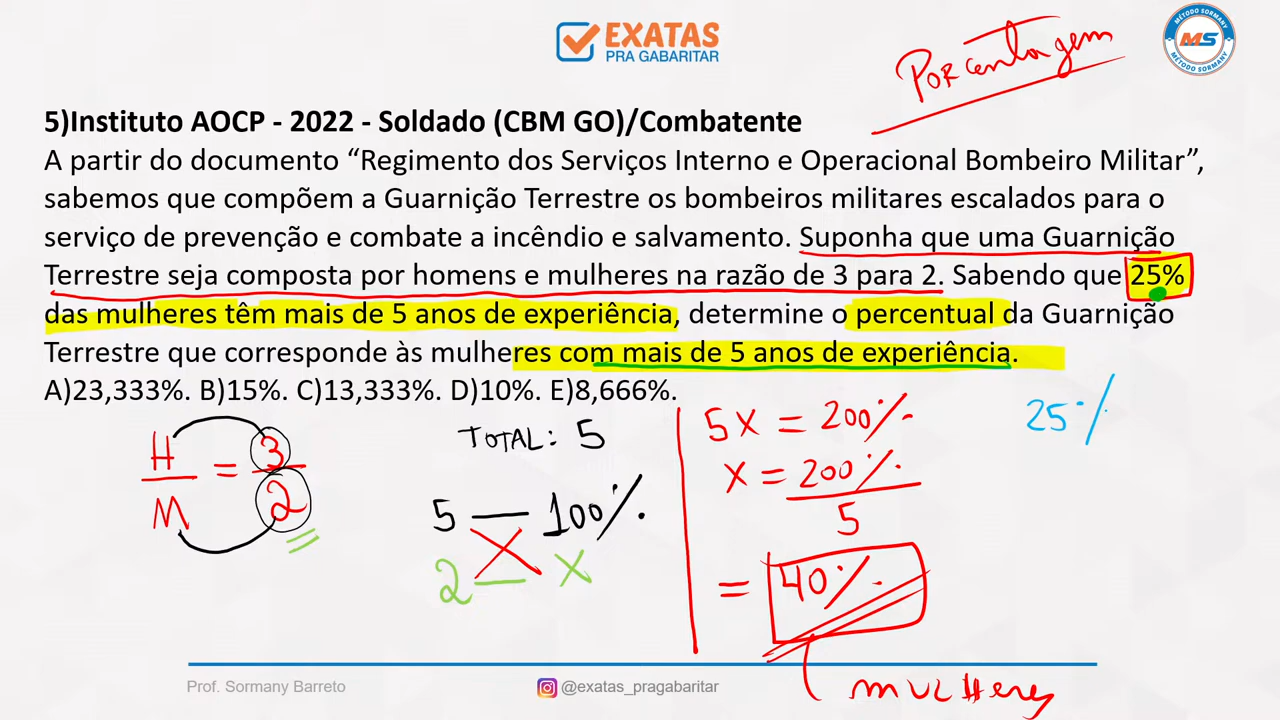 EXATAS
PRA GABARITAR
Porcentagem
MÉTODO SORMANY
MS
MÉTODO SORMANY
5)Instituto AOCP - 2022 - Soldado (CBM GO)/Combatente
A partir do documento “Regimento dos Serviços Interno e Operacional Bombeiro Militar”,
sabemos que compõem a Guarnição Terrestre os bombeiros militares escalados para o
serviço de prevenção e combate a incêndio e salvamento. Suponha que uma Guarnição
Terrestre seja composta por homens e mulheres na razão de 3 para 2. Sabendo que 25%
das mulheres têm mais de 5 anos de experiência, determine o percentual da Guarnição
Terrestre que corresponde às mulheres com mais de 5 anos de experiência.
A)23,333%. B)15%. C)13,333%. D)10%. E)8,666%.
H/M = 3/2
TOTAL: 5
5 — 100%
2 — X
5X = 200%
X = 200%/5
= 40%
mulheres
25%
Prof. Sormany Barreto
@exatas_pragabaritar